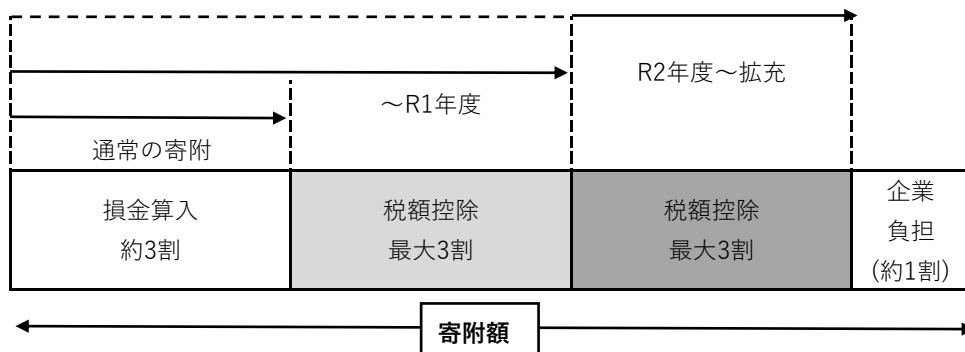 R2年度～拡充
～R1年度
通常の寄附
損金算入
約3割
税額控除
最大3割
税額控除
最大3割
企業
負担
(約1割)
寄附額